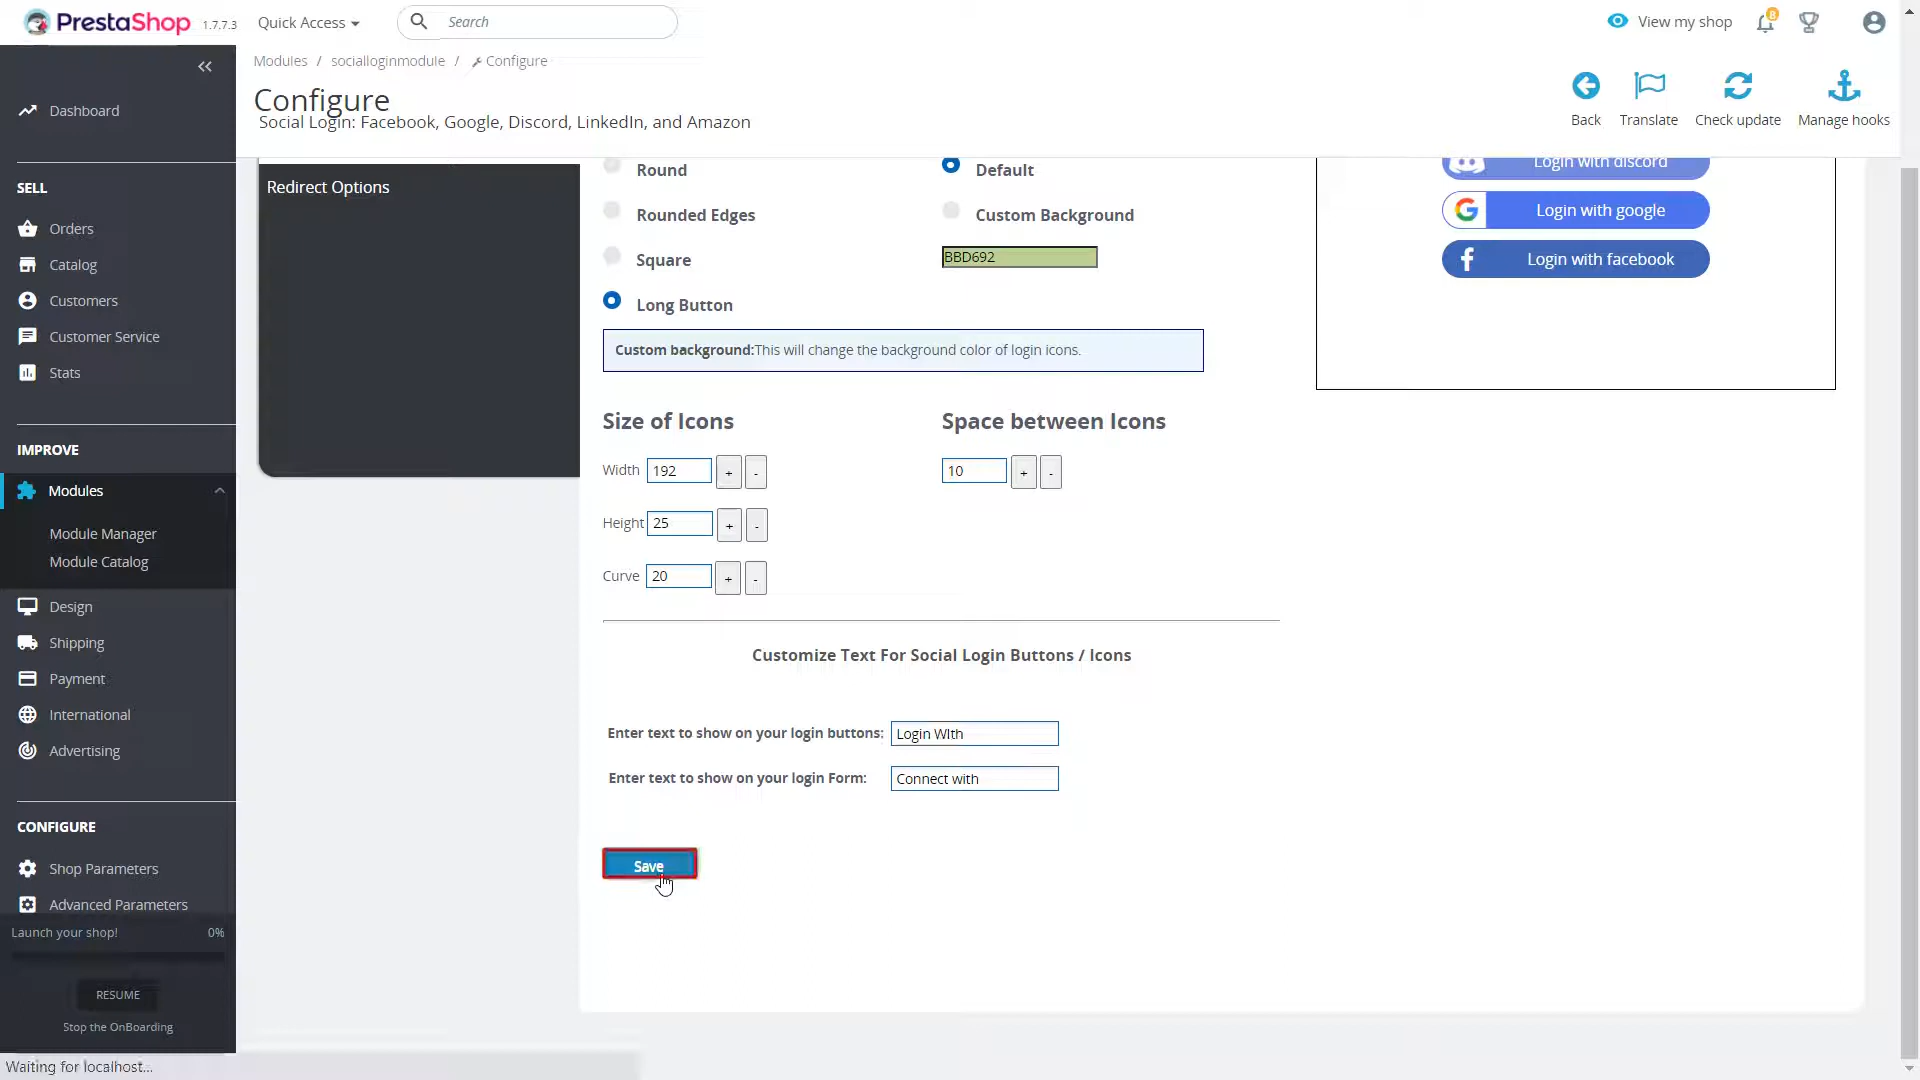 PrestaShop 1.7.7.3 Quick Access Search View my shop 8
Modules / socialloginmodule / Configure
Configure
Social Login: Facebook, Google, Discord, LinkedIn, and Amazon
Back Translate Check update Manage hooks
Dashboard
SELL
Orders
Catalog
Customers
Customer Service
Stats
IMPROVE
Modules
Module Manager
Module Catalog
Design
Shipping
Payment
International
Advertising
CONFIGURE
Shop Parameters
Advanced Parameters
Launch your shop! 0%
RESUME
Stop the OnBoarding
Waiting for localhost...
Redirect Options
Round Default
Rounded Edges Custom Background
Square BBD692
Long Button
Custom background:This will change the background color of login icons.
Size of Icons Space between Icons
Width 192 + - 10 + -
Height 25 + -
Curve 20 + -
Customize Text For Social Login Buttons / Icons
Enter text to show on your login buttons: Login WIth
Enter text to show on your login Form: Connect with
Save
Login with discord
Login with google
Login with facebook